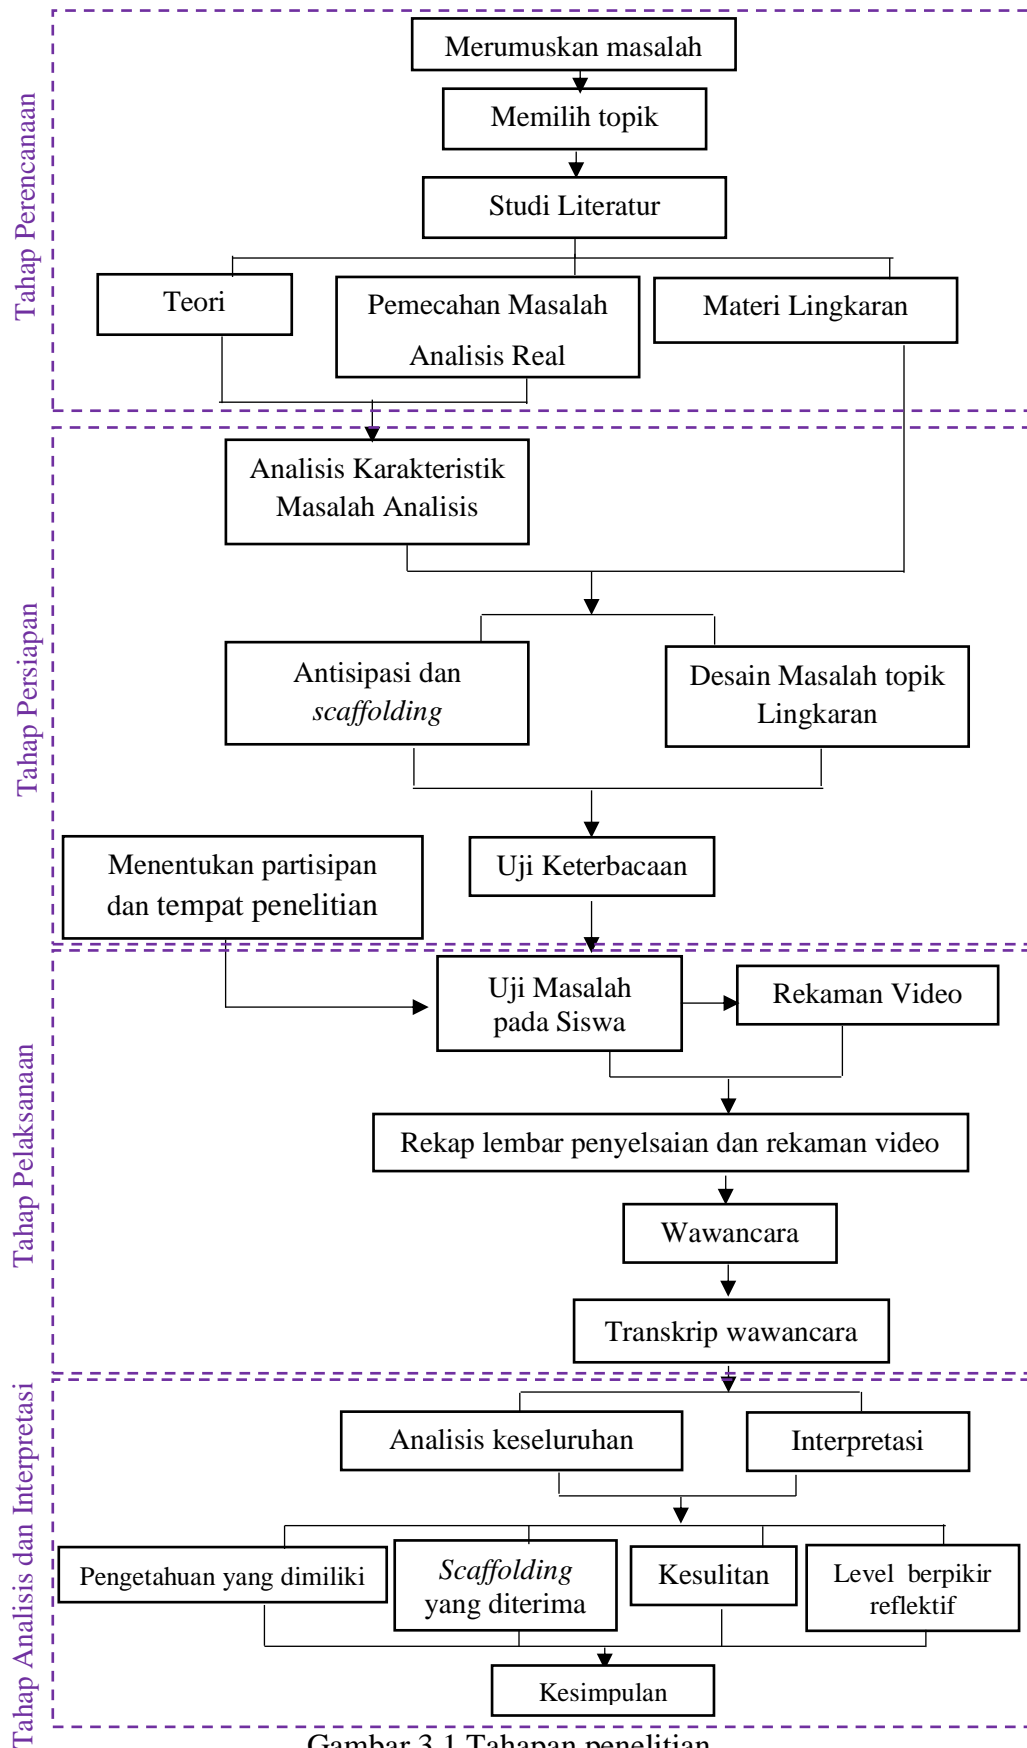 Tahap Perencanaan
Merumuskan masalah
Memilih topik
Studi Literatur
Teori
Pemecahan Masalah
Analisis Real
Materi Lingkaran
Tahap Persiapan
Analisis Karakteristik
Masalah Analisis
Antisipasi dan
scaffolding
Desain Masalah topik
Lingkaran
Menentukan partisipan
dan tempat penelitian
Uji Keterbacaan
Tahap Pelaksanaan
Uji Masalah
pada Siswa
Rekaman Video
Rekap lembar penyelsaian dan rekaman video
Wawancara
Transkrip wawancara
Tahap Analisis dan Interpretasi
Analisis keseluruhan
Interpretasi
Pengetahuan yang dimiliki
Scaffolding
yang diterima
Kesulitan
Level berpikir
reflektif
Kesimpulan
Gambar 3.1 Tahapan penelitian